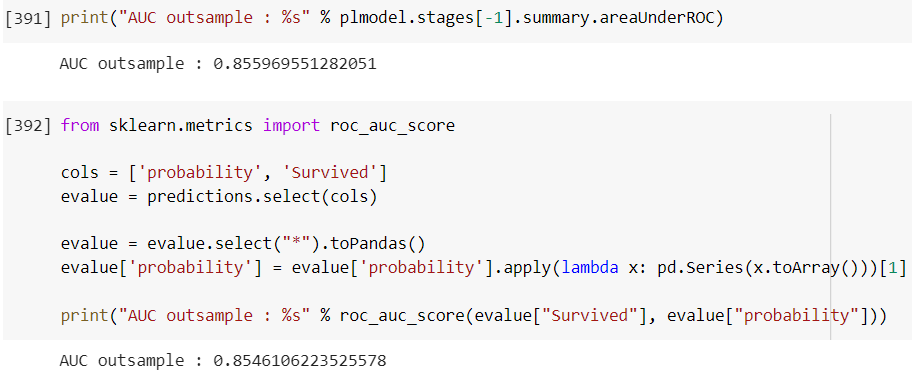 [391] print("AUC outsample : %s" % plmodel.stages[-1].summary.areaUnderROC)
AUC outsample : 0.855969551282051
[392] from sklearn.metrics import roc_auc_score
cols = ['probability', 'Survived']
evalue = predictions.select(cols)
evalue = evalue.select("*").toPandas()
evalue['probability'] = evalue['probability'].apply(lambda x: pd.Series(x.toArray()))[1]
print("AUC outsample : %s" % roc_auc_score(evalue["Survived"], evalue["probability"]))
AUC outsample : 0.8546106223525578